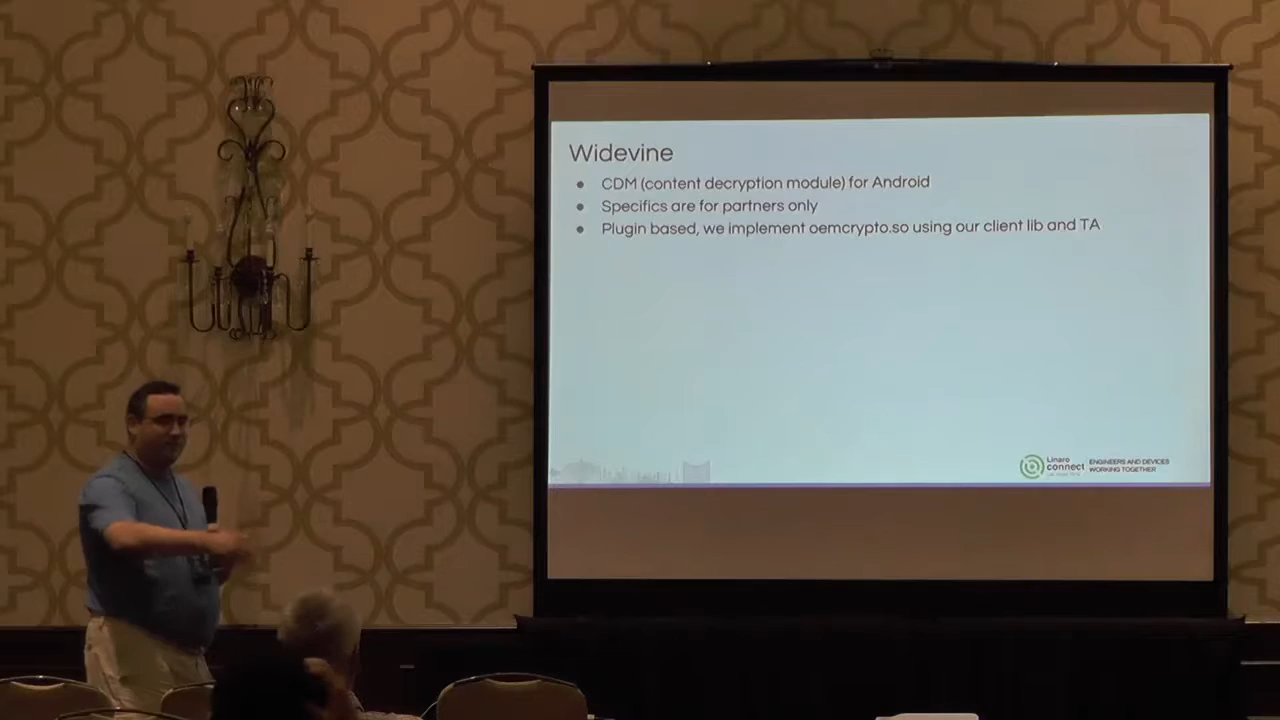 Widevine
● CDM (content decryption module) for Android
● Specifics are for partners only
● Plugin based, we implement oemcrypto.so using our client lib and TA
Linaro
connect
ENGINEERS AND DEVICES
WORKING TOGETHER